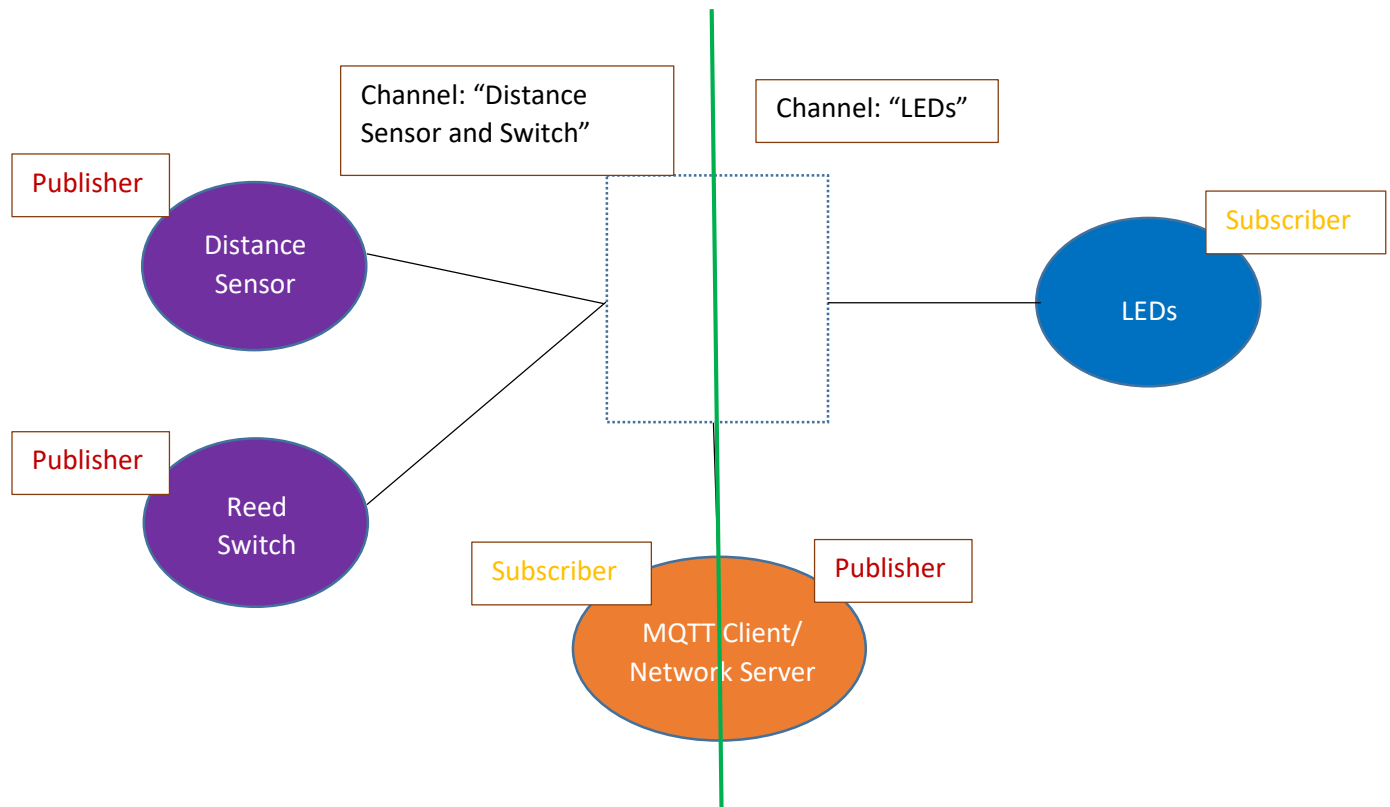 Channel: “Distance
Sensor and Switch”
Channel: “LEDs”
Publisher
Distance
Sensor
Subscriber
LEDs
Publisher
Reed
Switch
Subscriber
Publisher
MQTT Client/
Network Server